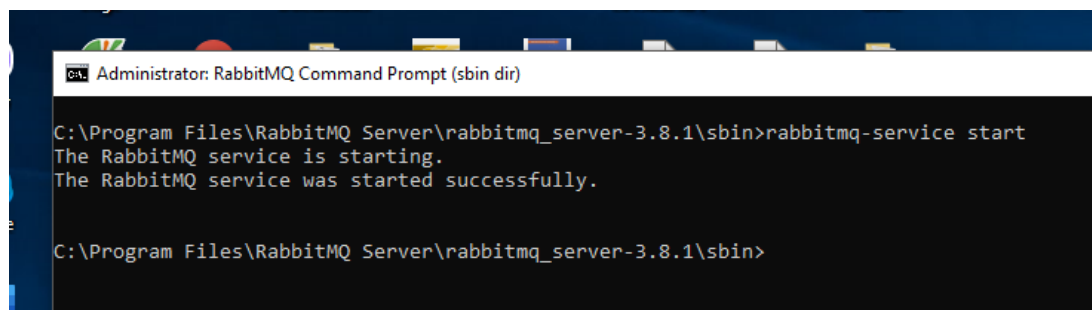 Administrator: RabbitMQ Command Prompt (sbin dir)
C:\Program Files\RabbitMQ Server\rabbitmq_server-3.8.1\sbin>rabbitmq-service start
The RabbitMQ service is starting.
The RabbitMQ service was started successfully.
C:\Program Files\RabbitMQ Server\rabbitmq_server-3.8.1\sbin>